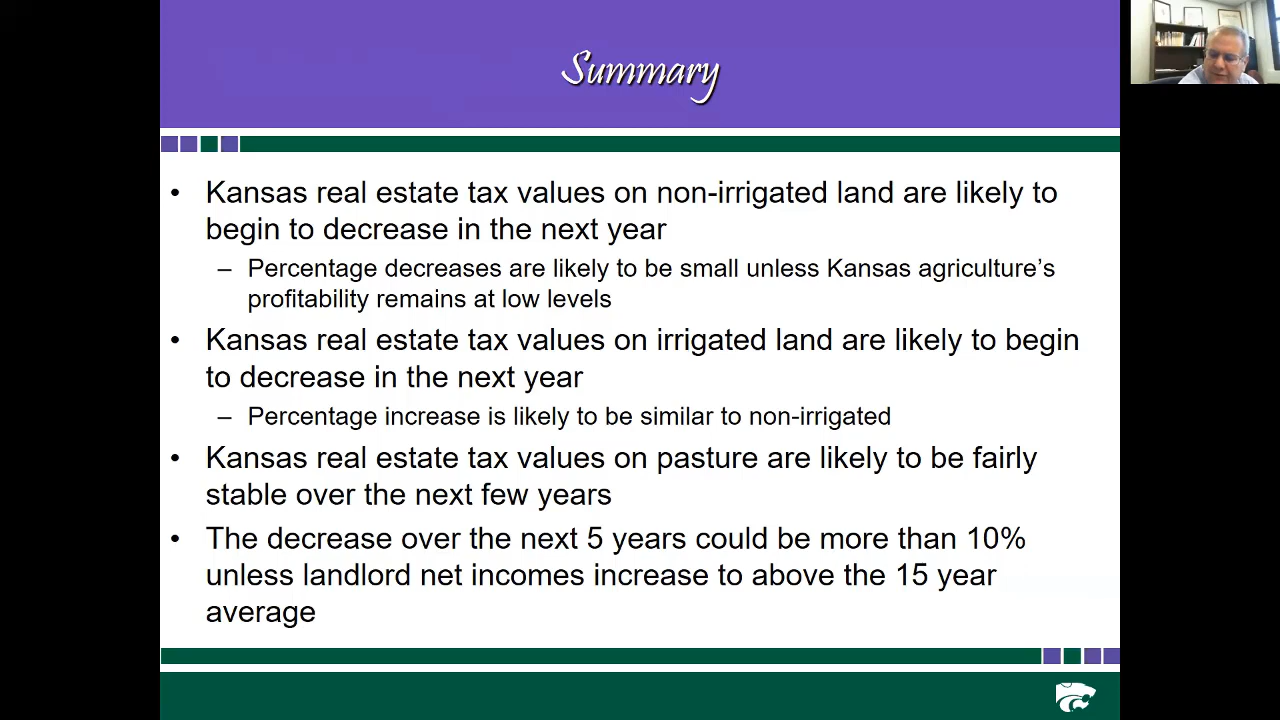 Summary
• Kansas real estate tax values on non-irrigated land are likely to
begin to decrease in the next year
– Percentage decreases are likely to be small unless Kansas agriculture’s
profitability remains at low levels
• Kansas real estate tax values on irrigated land are likely to begin
to decrease in the next year
– Percentage increase is likely to be similar to non-irrigated
• Kansas real estate tax values on pasture are likely to be fairly
stable over the next few years
• The decrease over the next 5 years could be more than 10%
unless landlord net incomes increase to above the 15 year
average